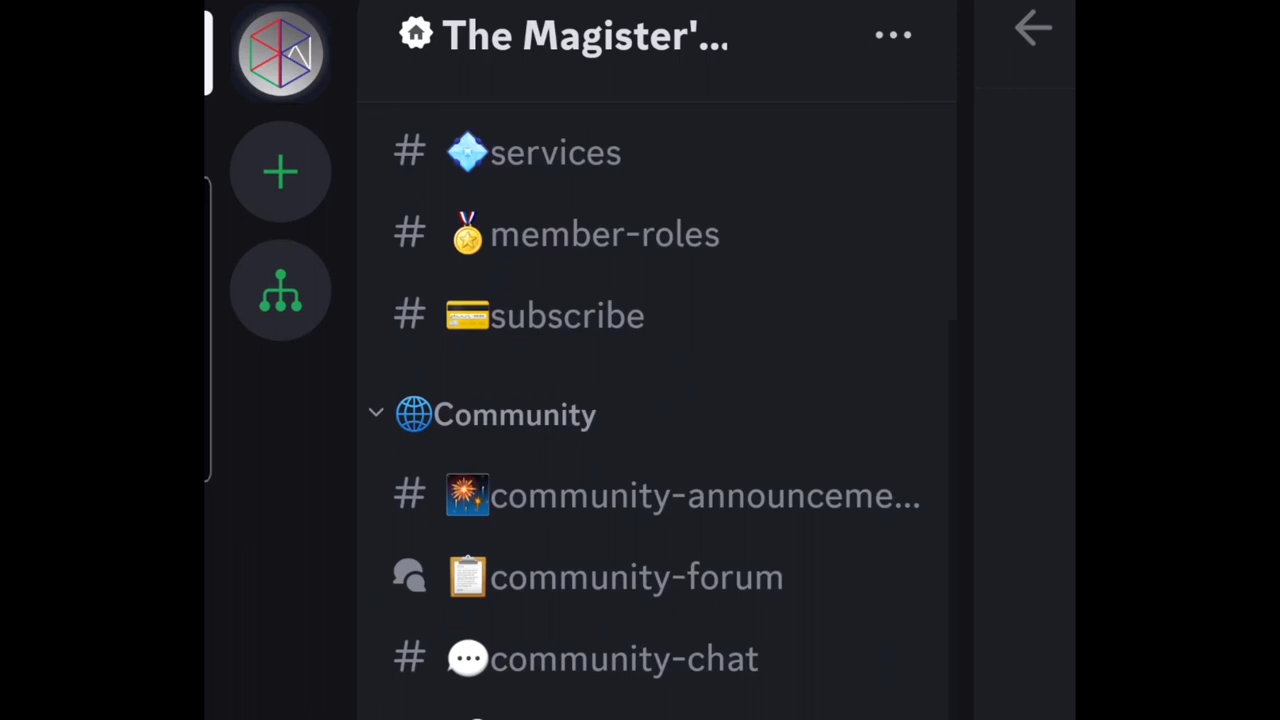 The Magister'...
# 💠services
# 🏅member-roles
# 💳subscribe
🌐Community
# 🎆community-announceme...
📋community-forum
# 💬community-chat